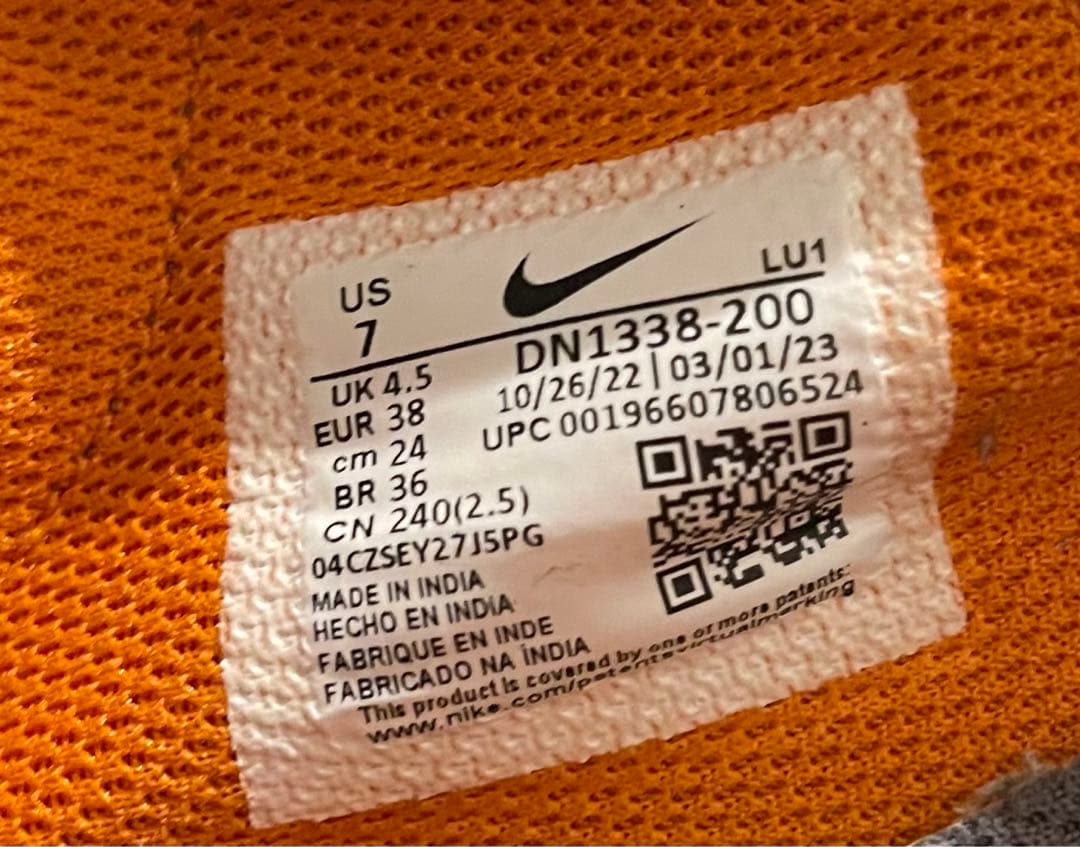 US
7
LU1
UK 4.5
EUR 38
cm 24
BR 36
CN 240(2.5)
DN1338-200
10/26/22 | 03/01/23
UPC 00196607806524
04CZSEY27J5PG
MADE IN INDIA
HECHO EN INDIA
FABRIQUE EN INDE
FABRICADO NA ÍNDIA
This product is covered by one or more patents:
www.nike.com/patentsvirtualmarking